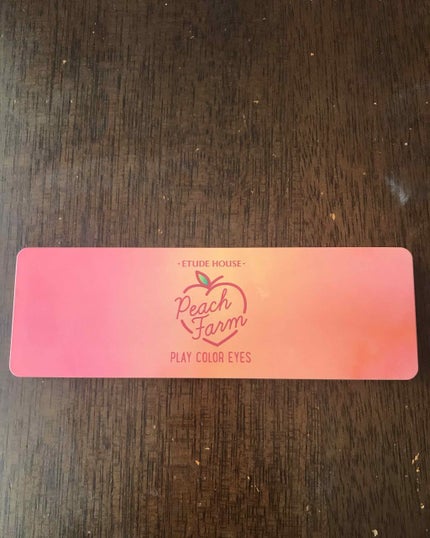 ·ETUDE HOUSE·
Peach
Farm
PLAY COLOR EYES